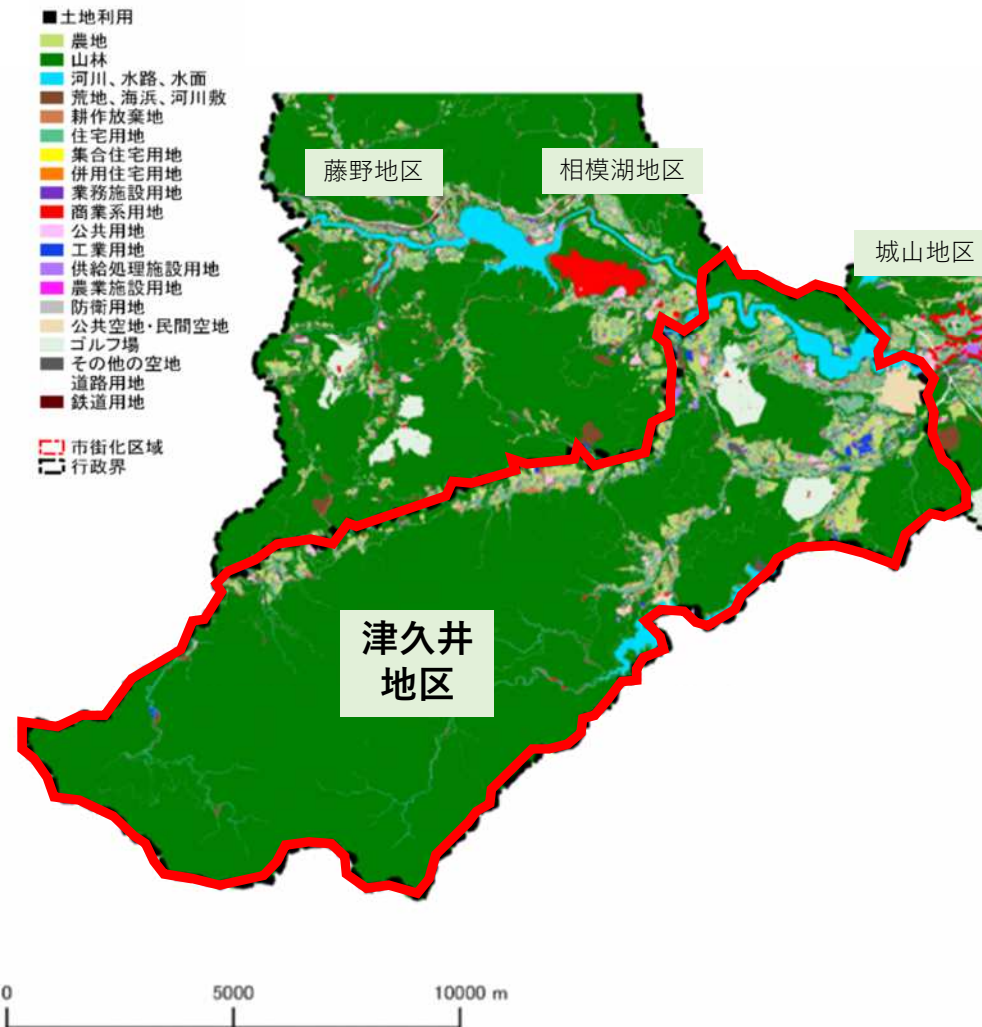 ■土地利用
農地
山林
河川、水路、水面
荒地、海浜、河川敷
耕作放棄地
住宅用地
集合住宅用地
併用住宅用地
業務施設用地
商業系用地
公共用地
工業用地
供給処理施設用地
農業施設用地
防衛用地
公共空地・民間空地
ゴルフ場
その他の空地
道路用地
鉄道用地
市街化区域
行政界
藤野地区
相模湖地区
城山地区
津久井
地区
0 5000 10000 m